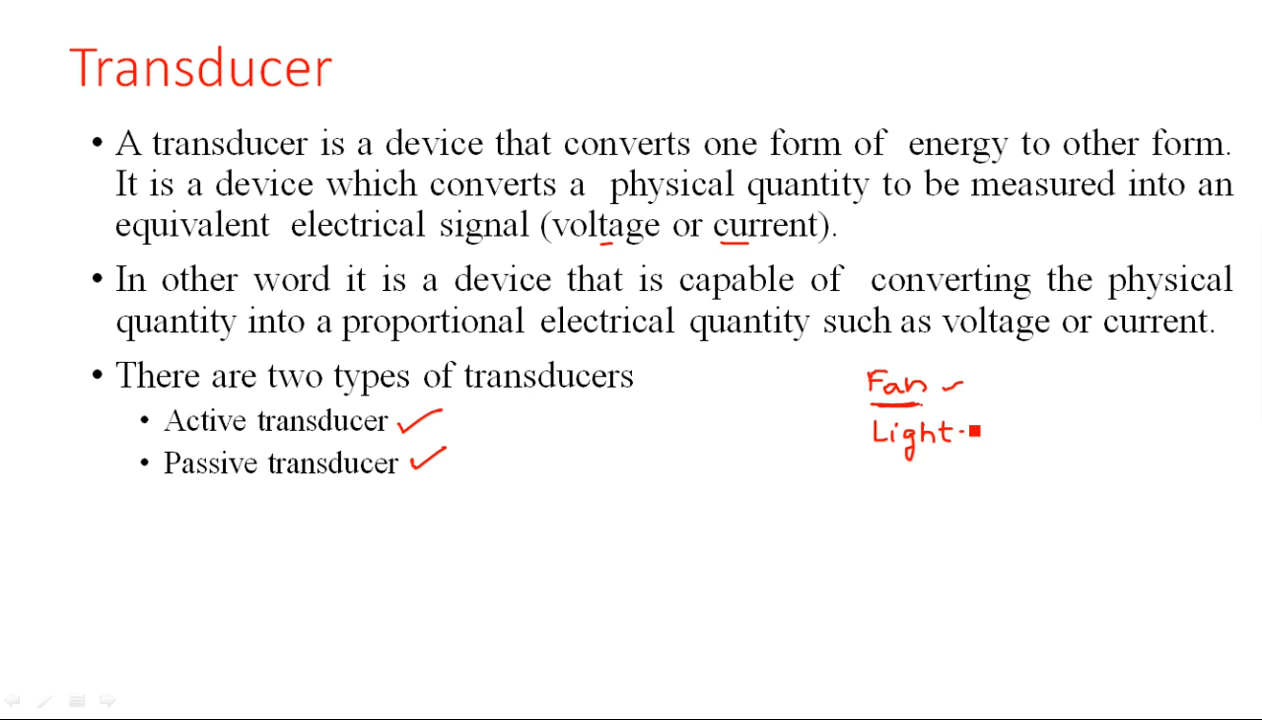 Transducer
• A transducer is a device that converts one form of energy to other form.
It is a device which converts a physical quantity to be measured into an
equivalent electrical signal (voltage or current).
• In other word it is a device that is capable of converting the physical
quantity into a proportional electrical quantity such as voltage or current.
• There are two types of transducers
• Active transducer ✓
• Passive transducer ✓
Fan
Light